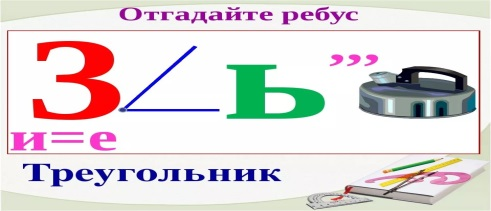 Отгадайте ребус
З ь ,,,
и=е
Треугольник